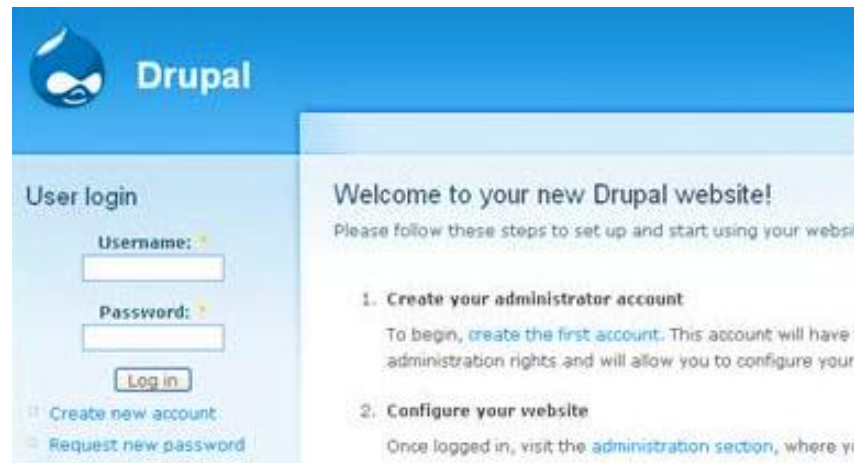 Drupal
User login
Username: *
Password: *
Log in
Create new account
Request new password
Welcome to your new Drupal website!
Please follow these steps to set up and start using your websi
1. Create your administrator account
To begin, create the first account. This account will have
administration rights and will allow you to configure your
2. Configure your website
Once logged in, visit the administration section, where yo